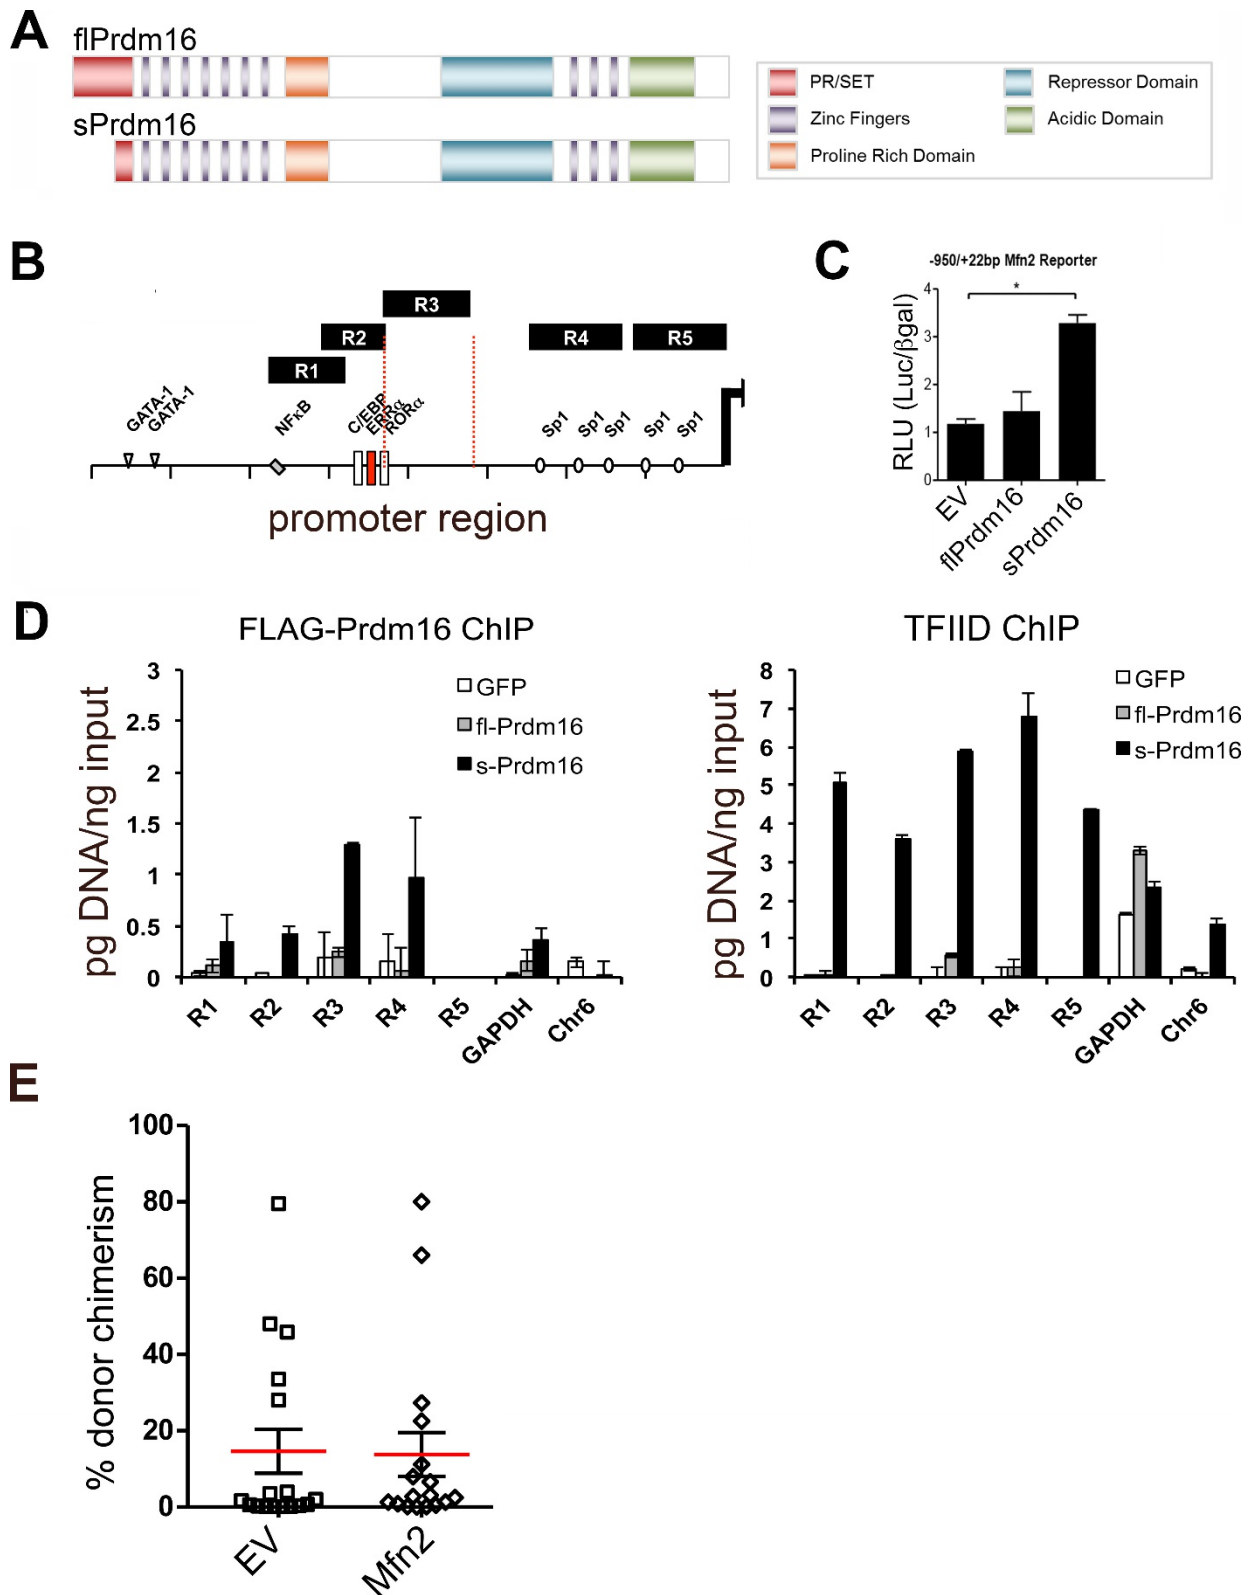 A
flPrdm16
sPrdm16
PR/SET
Repressor Domain
Zinc Fingers
Acidic Domain
Proline Rich Domain
B
R3
R2
R4
R5
R1
GATA-1
GATA-1
NFκB
C/EBP
ERRα
RORα
Sp1
Sp1
Sp1
Sp1
Sp1
promoter region
C
-950/+22bp Mfn2 Reporter
*
RLU (Luc/βgal)
4
3
2
1
0
EV
flPrdm16
sPrdm16
D
FLAG-Prdm16 ChIP
pg DNA/ng input
3
2.5
2
1.5
1
0.5
0
GFP
fl-Prdm16
s-Prdm16
R1
R2
R3
R4
R5
GAPDH
Chr6
TFIID ChIP
pg DNA/ng input
8
7
6
5
4
3
2
1
0
GFP
fl-Prdm16
s-Prdm16
R1
R2
R3
R4
R5
GAPDH
Chr6
E
% donor chimerism
100
80
60
40
20
0
EV
Mfn2